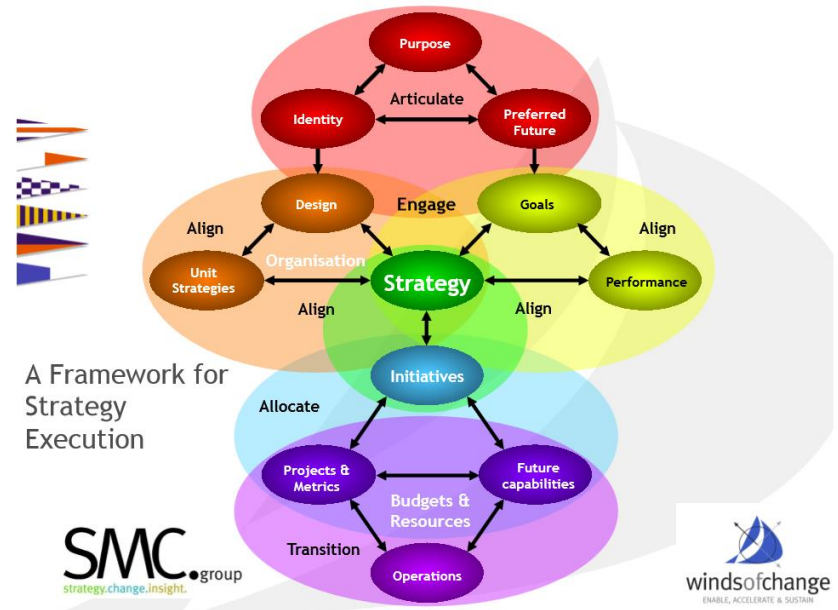 Purpose
Articulate
Identity
Preferred
Future
Design
Engage
Goals
Align
Align
Organisation
Unit
Strategies
Strategy
Performance
Align
Align
Initiatives
A Framework for
Strategy
Execution
Allocate
Projects &
Metrics
Future
capabilities
Budgets &
Resources
Transition
Operations
SMC.group
strategy.change.insight.
windsofchange
ENABLE, ACCELERATE & SUSTAIN